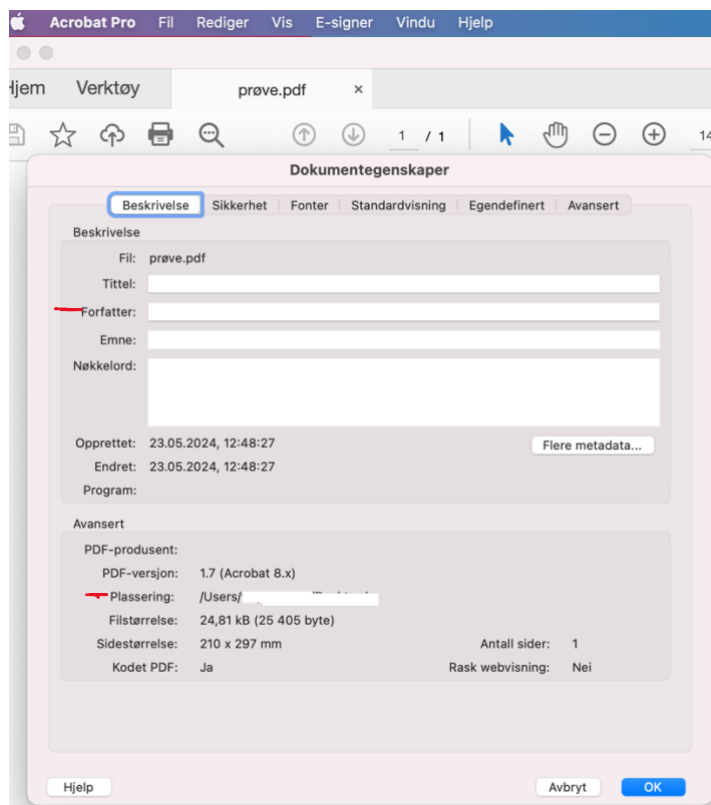 Acrobat Pro Fil Rediger Vis E-signer Vindu Hjelp
Hjem Verktøy prøve.pdf ×
1 / 1 14
Dokumentegenskaper
Beskrivelse Sikkerhet Fonter Standardvisning Egendefinert Avansert
Beskrivelse
Fil: prøve.pdf
Tittel:
Forfatter:
Emne:
Nøkkelord:
Opprettet: 23.05.2024, 12:48:27
Flere metadata...
Endret: 23.05.2024, 12:48:27
Program:
Avansert
PDF-produsent:
PDF-versjon: 1.7 (Acrobat 8.x)
Plassering: /Users/
Filstørrelse: 24,81 kB (25 405 byte)
Sidestørrelse: 210 x 297 mm Antall sider: 1
Kodet PDF: Ja Rask webvisning: Nei
Hjelp Avbryt OK